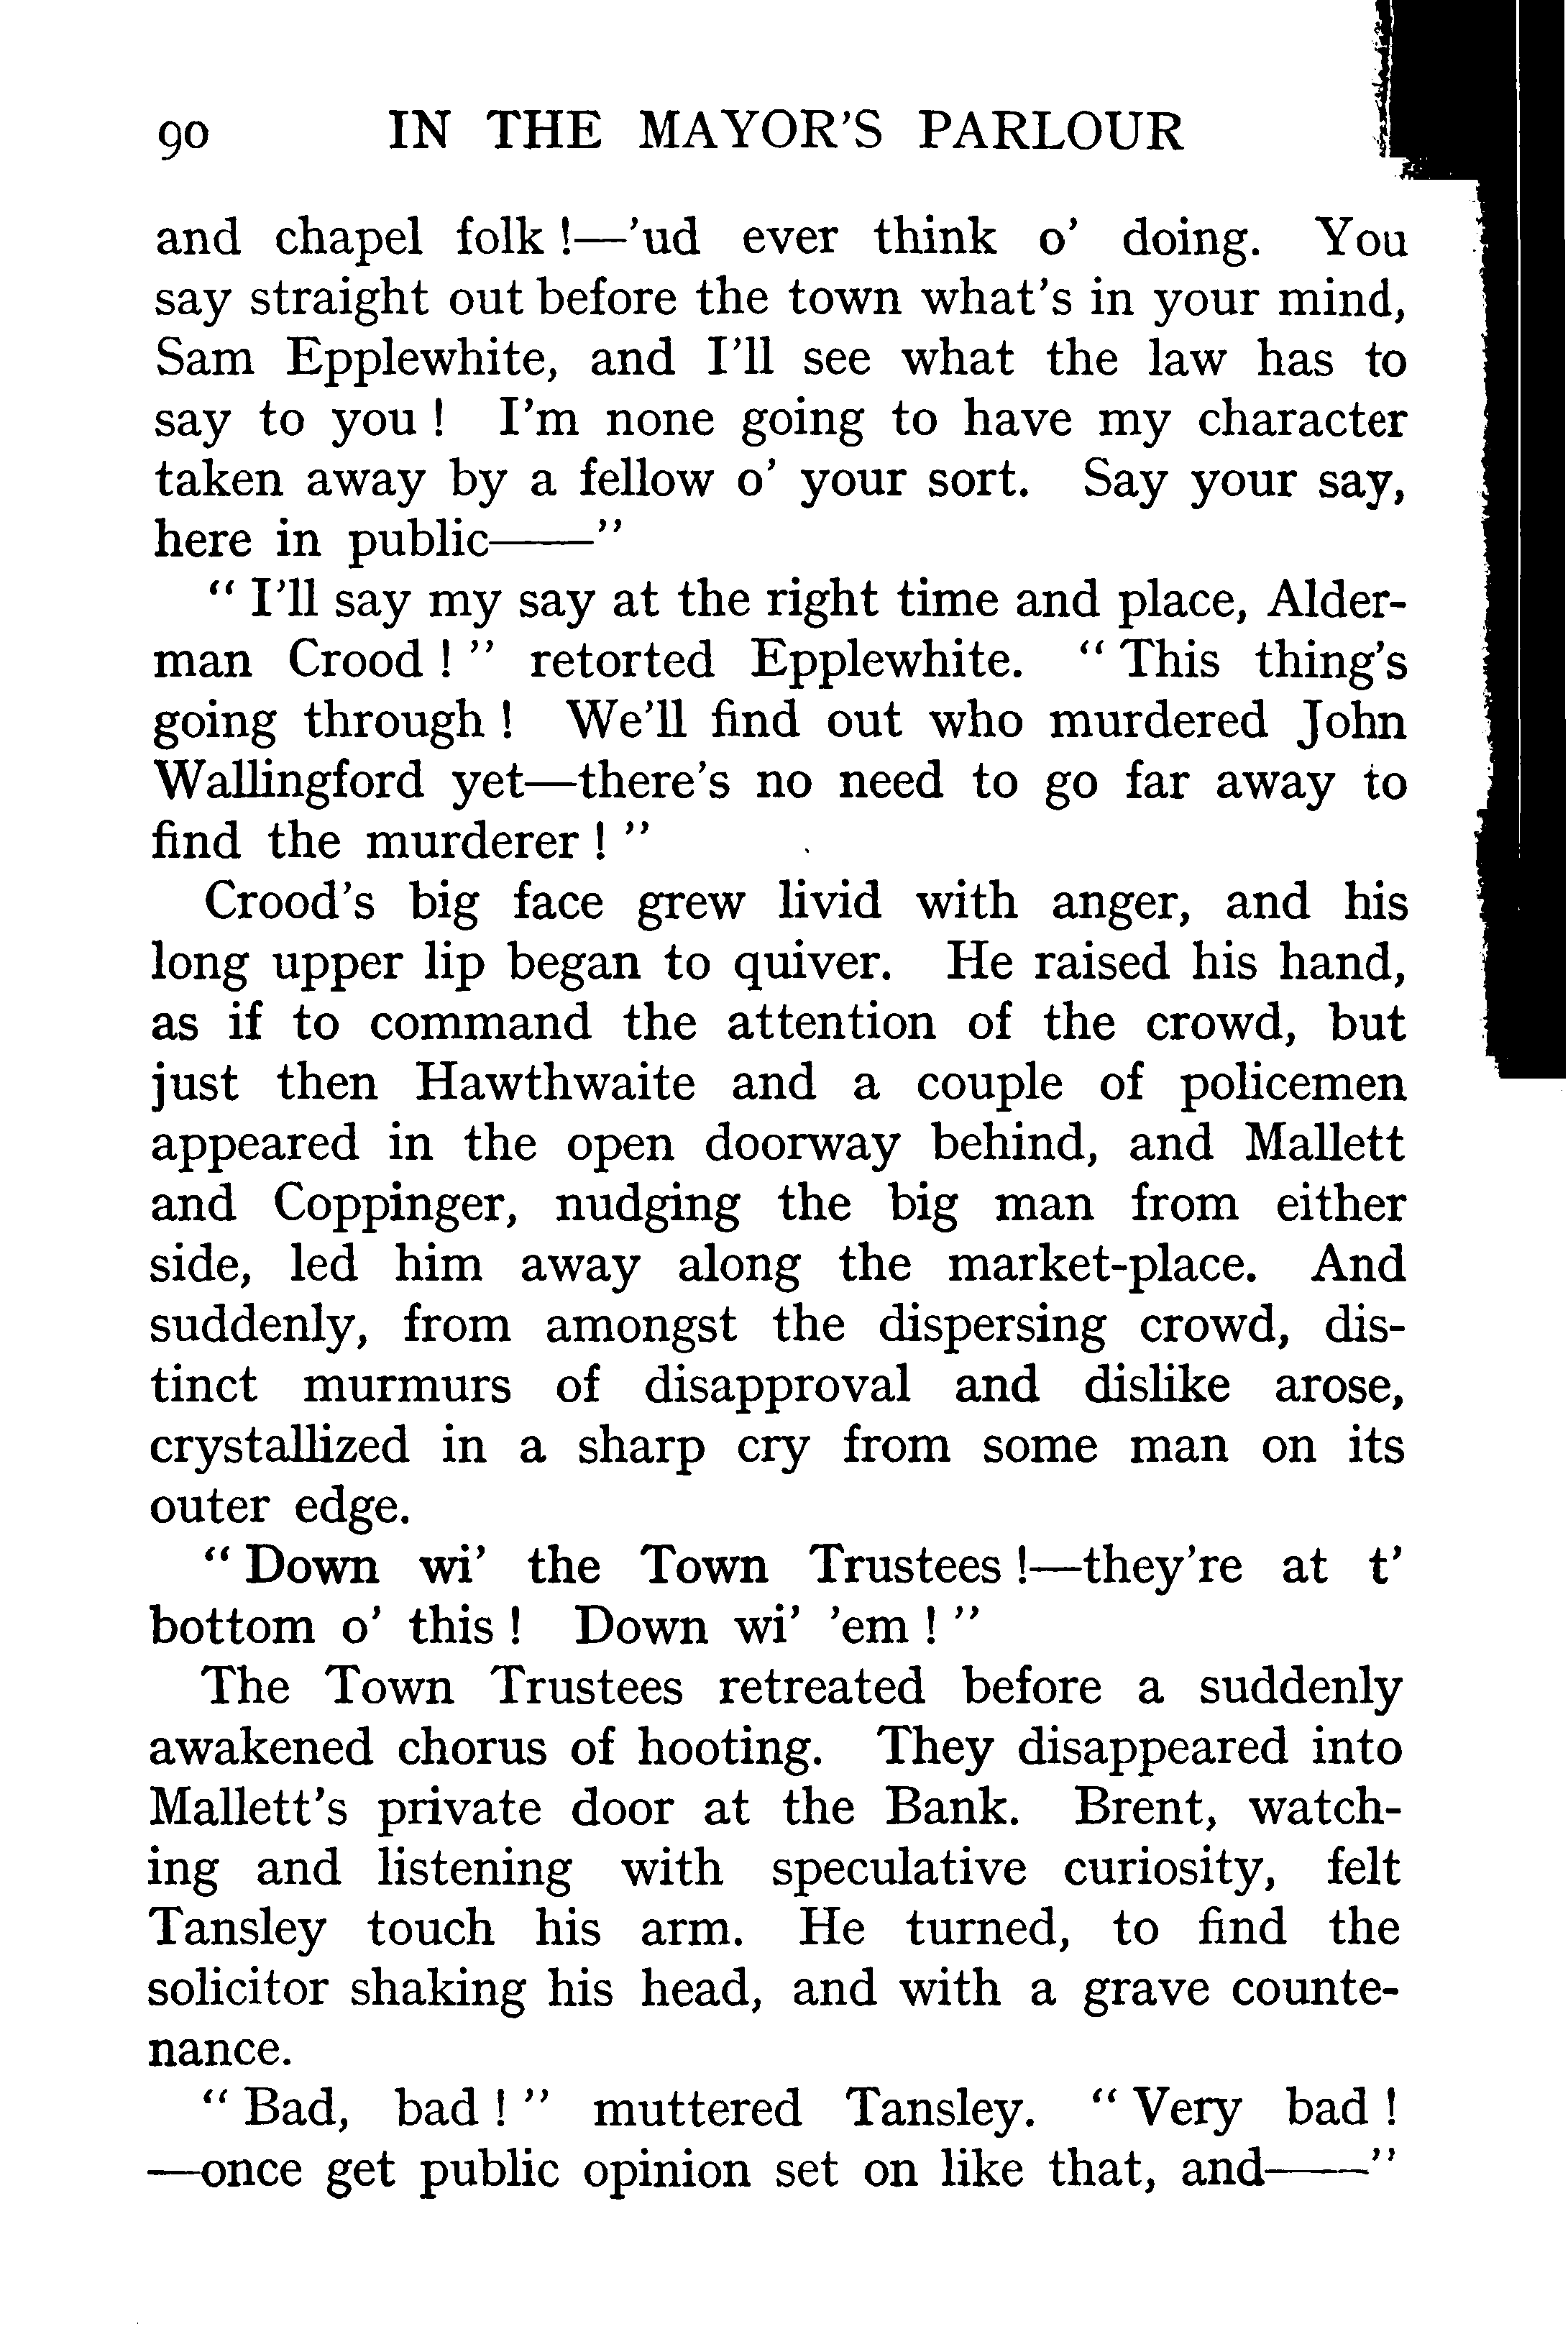 90 IN THE MAYOR'S PARLOUR
and chapel folk !—'ud ever think o' doing. You
say straight out before the town what's in your mind,
Sam Epplewhite, and I'll see what the law has to
say to you ! I'm none going to have my character
taken away by a fellow o' your sort. Say your say,
here in public——"
" I'll say my say at the right time and place, Alder-
man Crood ! " retorted Epplewhite. " This thing's
going through ! We'll find out who murdered John
Wallingford yet—there's no need to go far away to
find the murderer ! "
Crood's big face grew livid with anger, and his
long upper lip began to quiver. He raised his hand,
as if to command the attention of the crowd, but
just then Hawthwaite and a couple of policemen
appeared in the open doorway behind, and Mallett
and Coppinger, nudging the big man from either
side, led him away along the market-place. And
suddenly, from amongst the dispersing crowd, dis-
tinct murmurs of disapproval and dislike arose,
crystallized in a sharp cry from some man on its
outer edge.
" Down wi' the Town Trustees !—they're at t'
bottom o' this ! Down wi' 'em ! "
The Town Trustees retreated before a suddenly
awakened chorus of hooting. They disappeared into
Mallett's private door at the Bank. Brent, watch-
ing and listening with speculative curiosity, felt
Tansley touch his arm. He turned, to find the
solicitor shaking his head, and with a grave counte-
nance.
" Bad, bad ! " muttered Tansley. " Very bad !
—once get public opinion set on like that, and——"